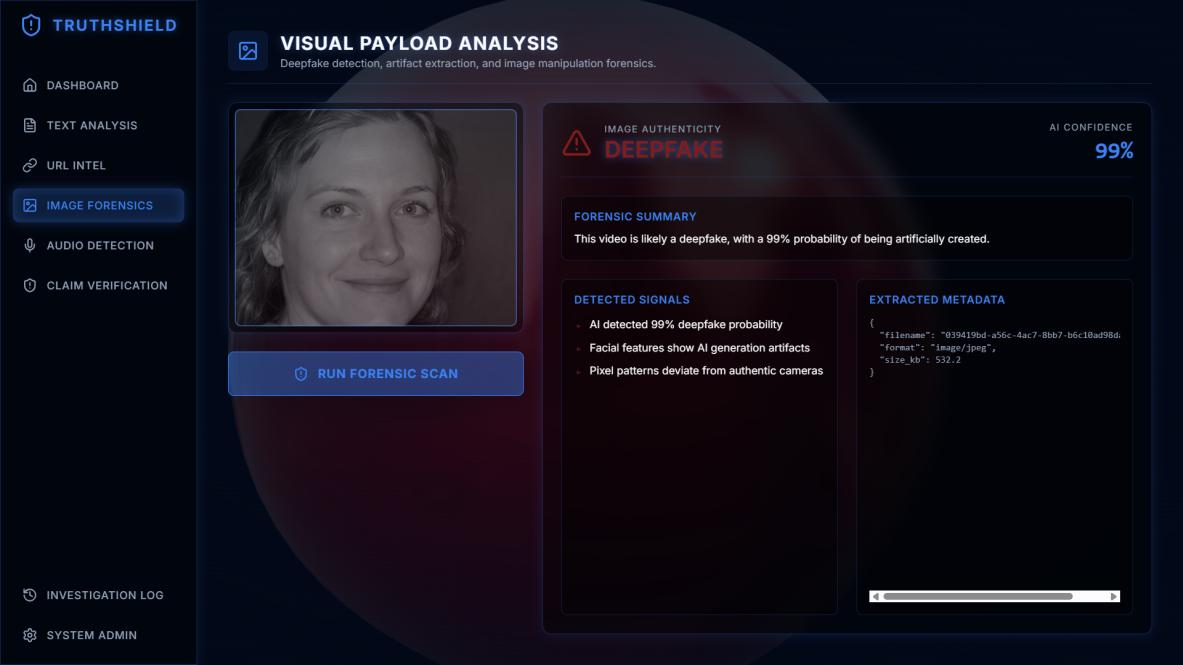 TRUTHSHIELD
DASHBOARD
TEXT ANALYSIS
URL INTEL
IMAGE FORENSICS
AUDIO DETECTION
CLAIM VERIFICATION
INVESTIGATION LOG
SYSTEM ADMIN
VISUAL PAYLOAD ANALYSIS
Deepfake detection, artifact extraction, and image manipulation forensics.
RUN FORENSIC SCAN
IMAGE AUTHENTICITY
DEEPFAKE
AI CONFIDENCE
99%
FORENSIC SUMMARY
This video is likely a deepfake, with a 99% probability of being artificially created.
DETECTED SIGNALS
AI detected 99% deepfake probability
Facial features show AI generation artifacts
Pixel patterns deviate from authentic cameras
EXTRACTED METADATA
{
"filename": "039419bd-a56c-4ac7-8bb7-b6c10ad98d
"format": "image/jpeg",
"size_kb": 532.2
}